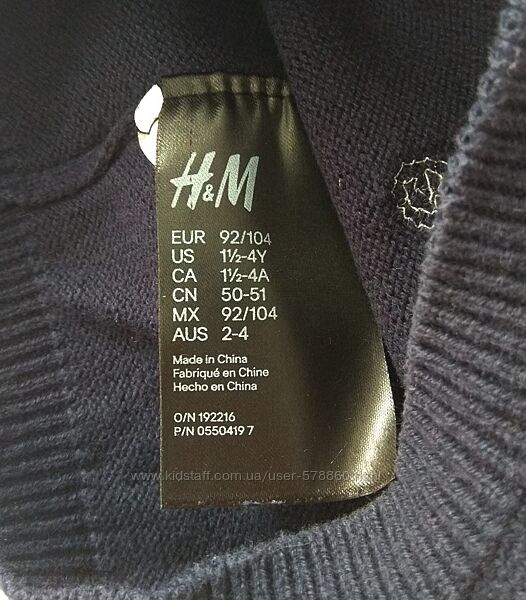 H&M
EUR 92/104
US 1½-4Y
CA 1½-4A
CN 50-51
MX 92/104
AUS 2-4
Made in China
Fabriqué en Chine
Hecho en China
O/N 192216
P/N 0550419 7